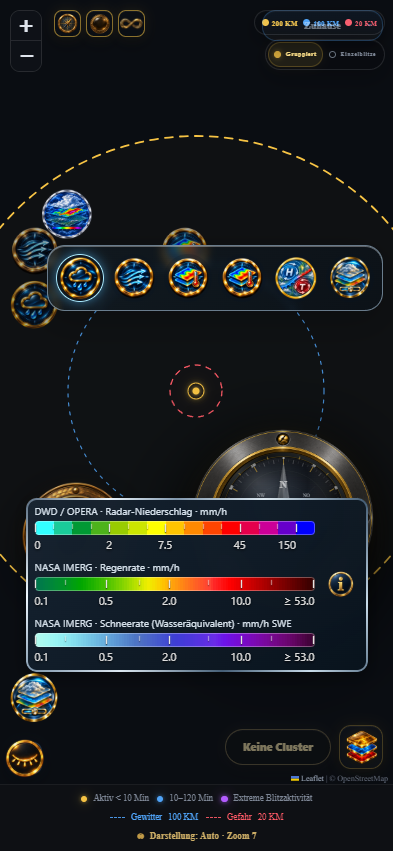 +
−
200 KM 100 KM 20 KM
Gruppiert Einzelblitze
H
T
N
NW NO
DWD / OPERA · Radar-Niederschlag · mm/h
0 2 7.5 45 150
NASA IMERG · Regenrate · mm/h
0.1 0.5 2.0 10.0 ≥ 53.0
NASA IMERG · Schneerate (Wasseräquivalent) · mm/h SWE
0.1 0.5 2.0 10.0 ≥ 53.0
Keine Cluster
Leaflet | © OpenStreetMap
Aktiv < 10 Min 10–120 Min Extreme Blitzaktivität
---- Gewitter 100 KM ---- Gefahr 20 KM
Darstellung: Auto · Zoom 7